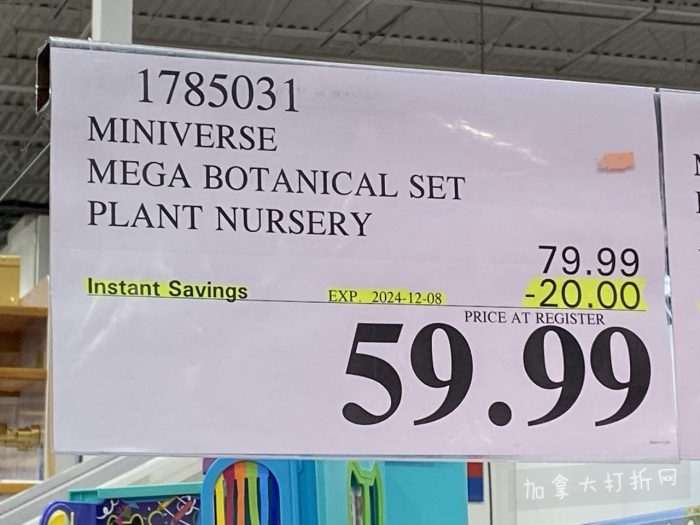 1785031
MINIVERSE
MEGA BOTANICAL SET
PLANT NURSERY
79.99
Instant Savings EXP. 2024-12-08 -20.00
PRICE AT REGISTER
59.99
加拿大打折网